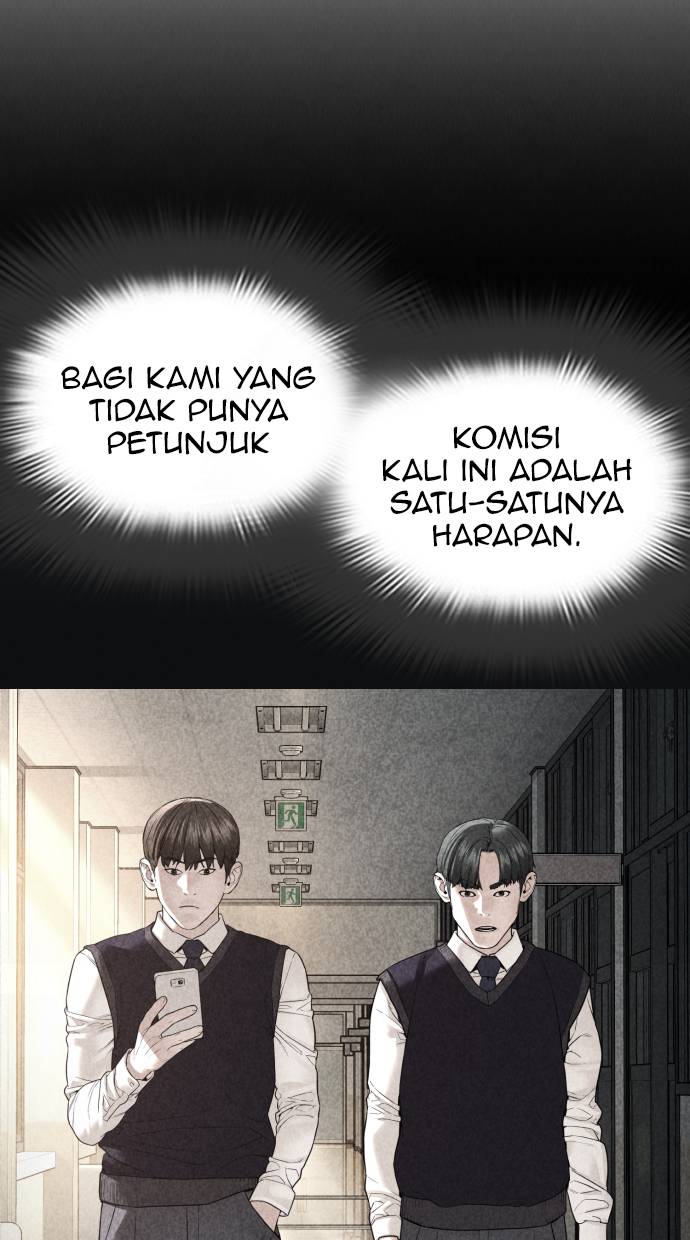 BAGI KAMI YANG
TIDAK PUNYA
PETUNJUK
KOMISI
KALI INI ADALAH
SATU-SATUNYA
HARAPAN.